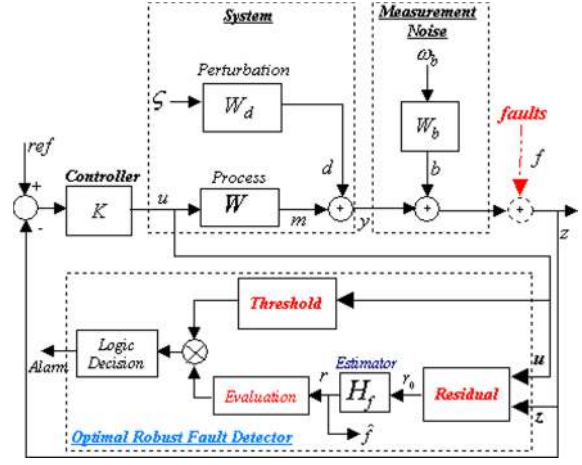 System
Measurement
Noise
Perturbation
ς
W_d
ω_b
W_b
faults
ref
+
-
Controller
K
u
Process
W
m
d
+
y
b
+
f
+
z
Threshold
Logic
Decision
Alarm
Evaluation
r
Estimator
H_f
r_0
Residual
u
z
f̂
Optimal Robust Fault Detector